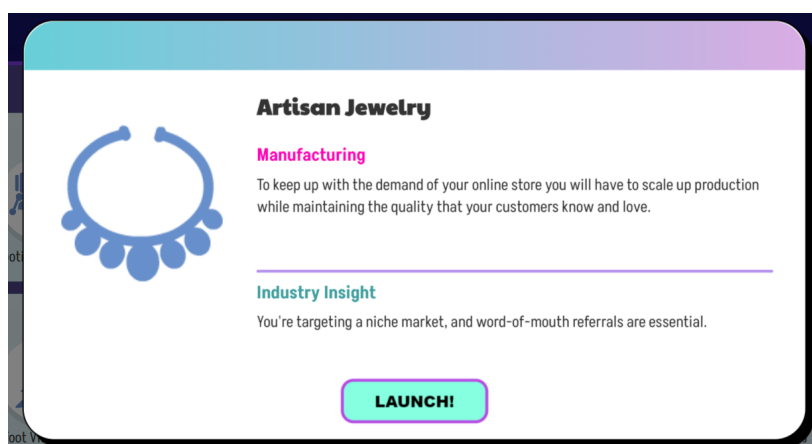 Artisan Jewelry
Manufacturing
To keep up with the demand of your online store you will have to scale up production
while maintaining the quality that your customers know and love.
Industry Insight
You're targeting a niche market, and word-of-mouth referrals are essential.
LAUNCH!